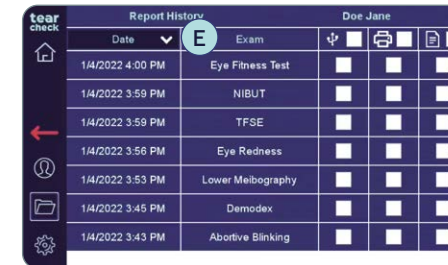 tear
check
Report History
Doe Jane
Date
E
Exam
1/4/2022 4:00 PM Eye Fitness Test
1/4/2022 3:59 PM NIBUT
1/4/2022 3:59 PM TFSE
1/4/2022 3:56 PM Eye Redness
1/4/2022 3:53 PM Lower Meibography
1/4/2022 3:45 PM Demodex
1/4/2022 3:43 PM Abortive Blinking